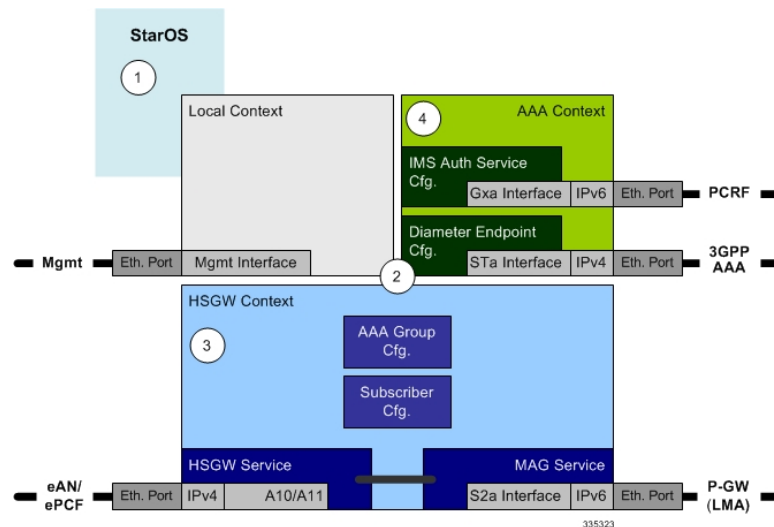 StarOS
1
Local Context
4
AAA Context
IMS Auth Service
Cfg.
Gxa Interface
IPv6
Eth. Port
PCRF
Diameter Endpoint
Cfg.
Mgmt
Eth. Port
Mgmt Interface
STa Interface
IPv4
Eth. Port
3GPP
AAA
2
HSGW Context
3
AAA Group
Cfg.
Subscriber
Cfg.
HSGW Service
MAG Service
eAN/
ePCF
Eth. Port
IPv4
A10/A11
S2a Interface
IPv6
Eth. Port
P-GW
(LMA)
335323